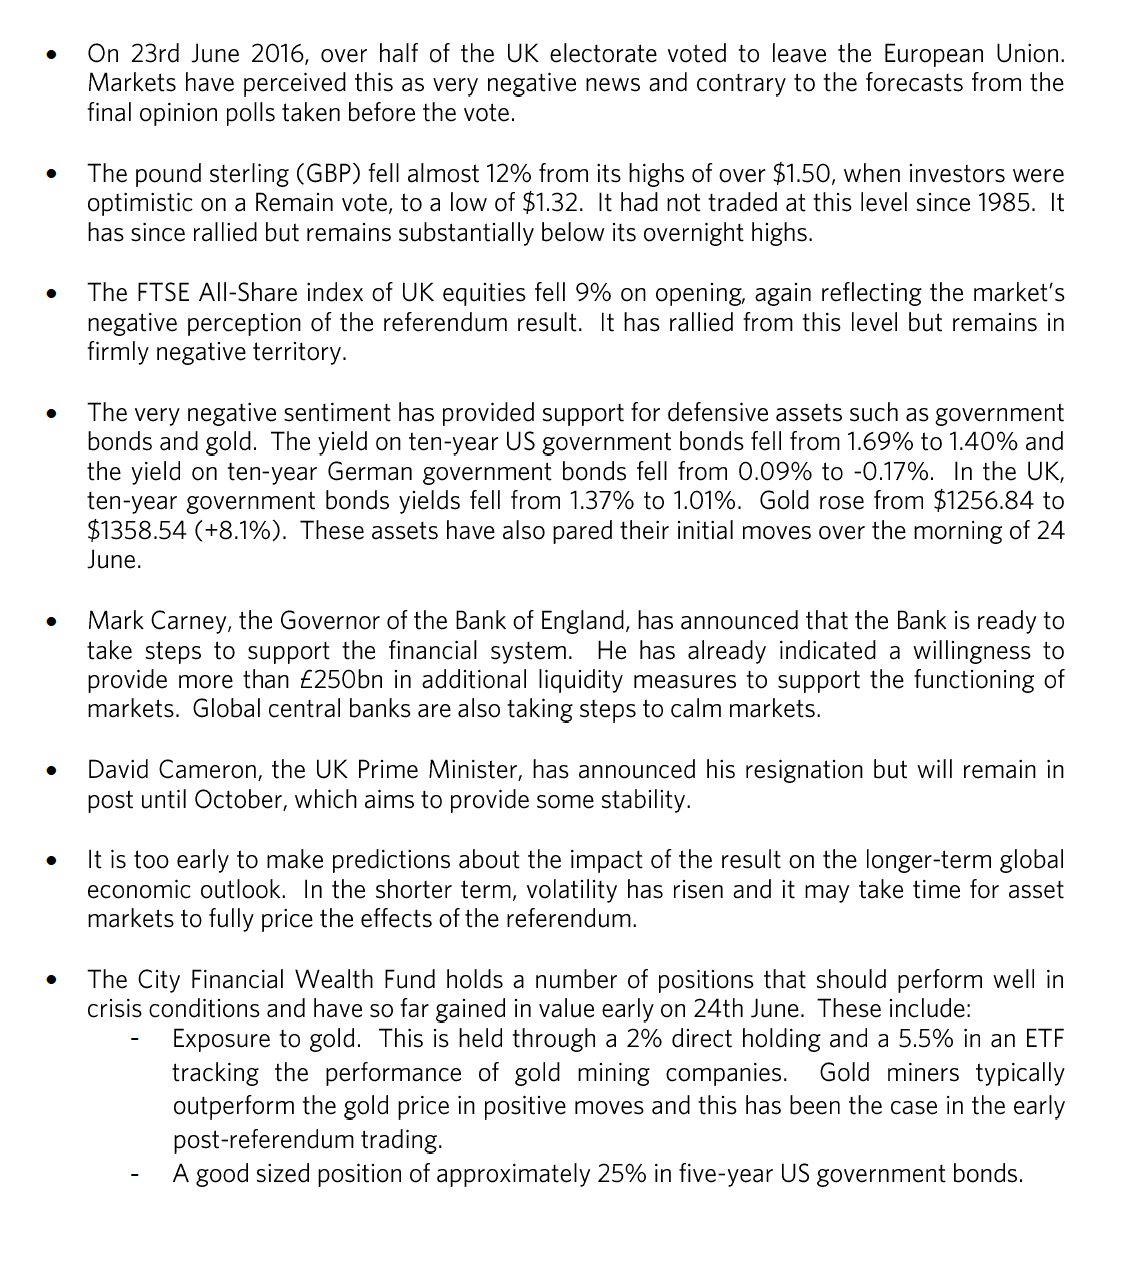 • On 23rd June 2016, over half of the UK electorate voted to leave the European Union.
Markets have perceived this as very negative news and contrary to the forecasts from the
final opinion polls taken before the vote.
• The pound sterling (GBP) fell almost 12% from its highs of over $1.50, when investors were
optimistic on a Remain vote, to a low of $1.32.  It had not traded at this level since 1985.  It
has since rallied but remains substantially below its overnight highs.
• The FTSE All-Share index of UK equities fell 9% on opening, again reflecting the market's
negative perception of the referendum result.  It has rallied from this level but remains in
firmly negative territory.
• The very negative sentiment has provided support for defensive assets such as government
bonds and gold.  The yield on ten-year US government bonds fell from 1.69% to 1.40% and
the yield on ten-year German government bonds fell from 0.09% to -0.17%.  In the UK,
ten-year government bonds yields fell from 1.37% to 1.01%.  Gold rose from $1256.84 to
$1358.54 (+8.1%).  These assets have also pared their initial moves over the morning of 24
June.
• Mark Carney, the Governor of the Bank of England, has announced that the Bank is ready to
take steps to support the financial system.  He has already indicated a willingness to
provide more than £250bn in additional liquidity measures to support the functioning of
markets.  Global central banks are also taking steps to calm markets.
• David Cameron, the UK Prime Minister, has announced his resignation but will remain in
post until October, which aims to provide some stability.
• It is too early to make predictions about the impact of the result on the longer-term global
economic outlook.  In the shorter term, volatility has risen and it may take time for asset
markets to fully price the effects of the referendum.
• The City Financial Wealth Fund holds a number of positions that should perform well in
crisis conditions and have so far gained in value early on 24th June.  These include:
- Exposure to gold.  This is held through a 2% direct holding and a 5.5% in an ETF
tracking the performance of gold mining companies.  Gold miners typically
outperform the gold price in positive moves and this has been the case in the early
post-referendum trading.
- A good sized position of approximately 25% in five-year US government bonds.